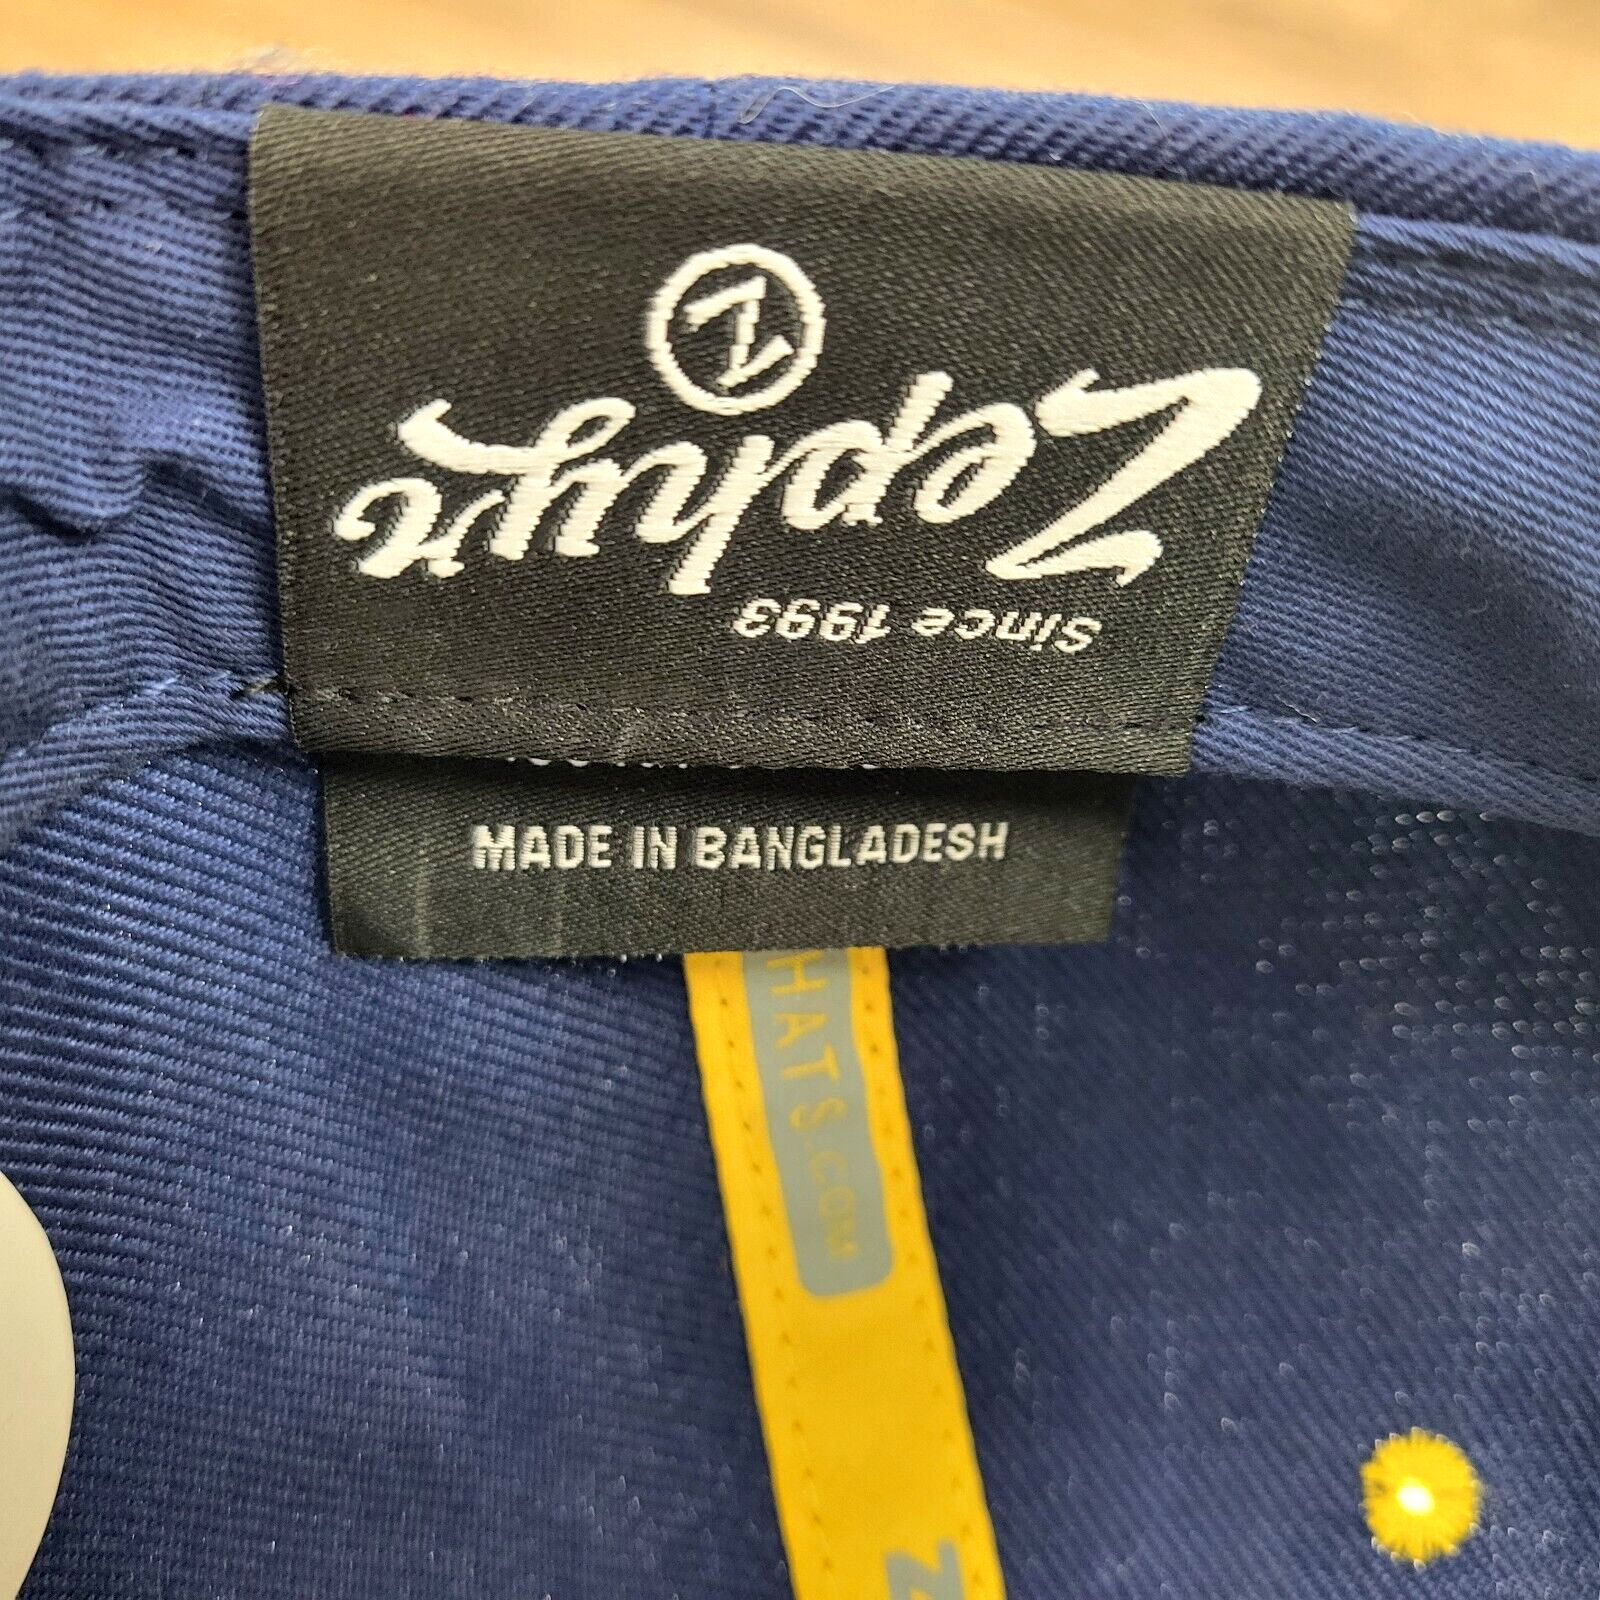 Z
Zephyr
Since 1993
MADE IN BANGLADESH
HATS.COM
Z